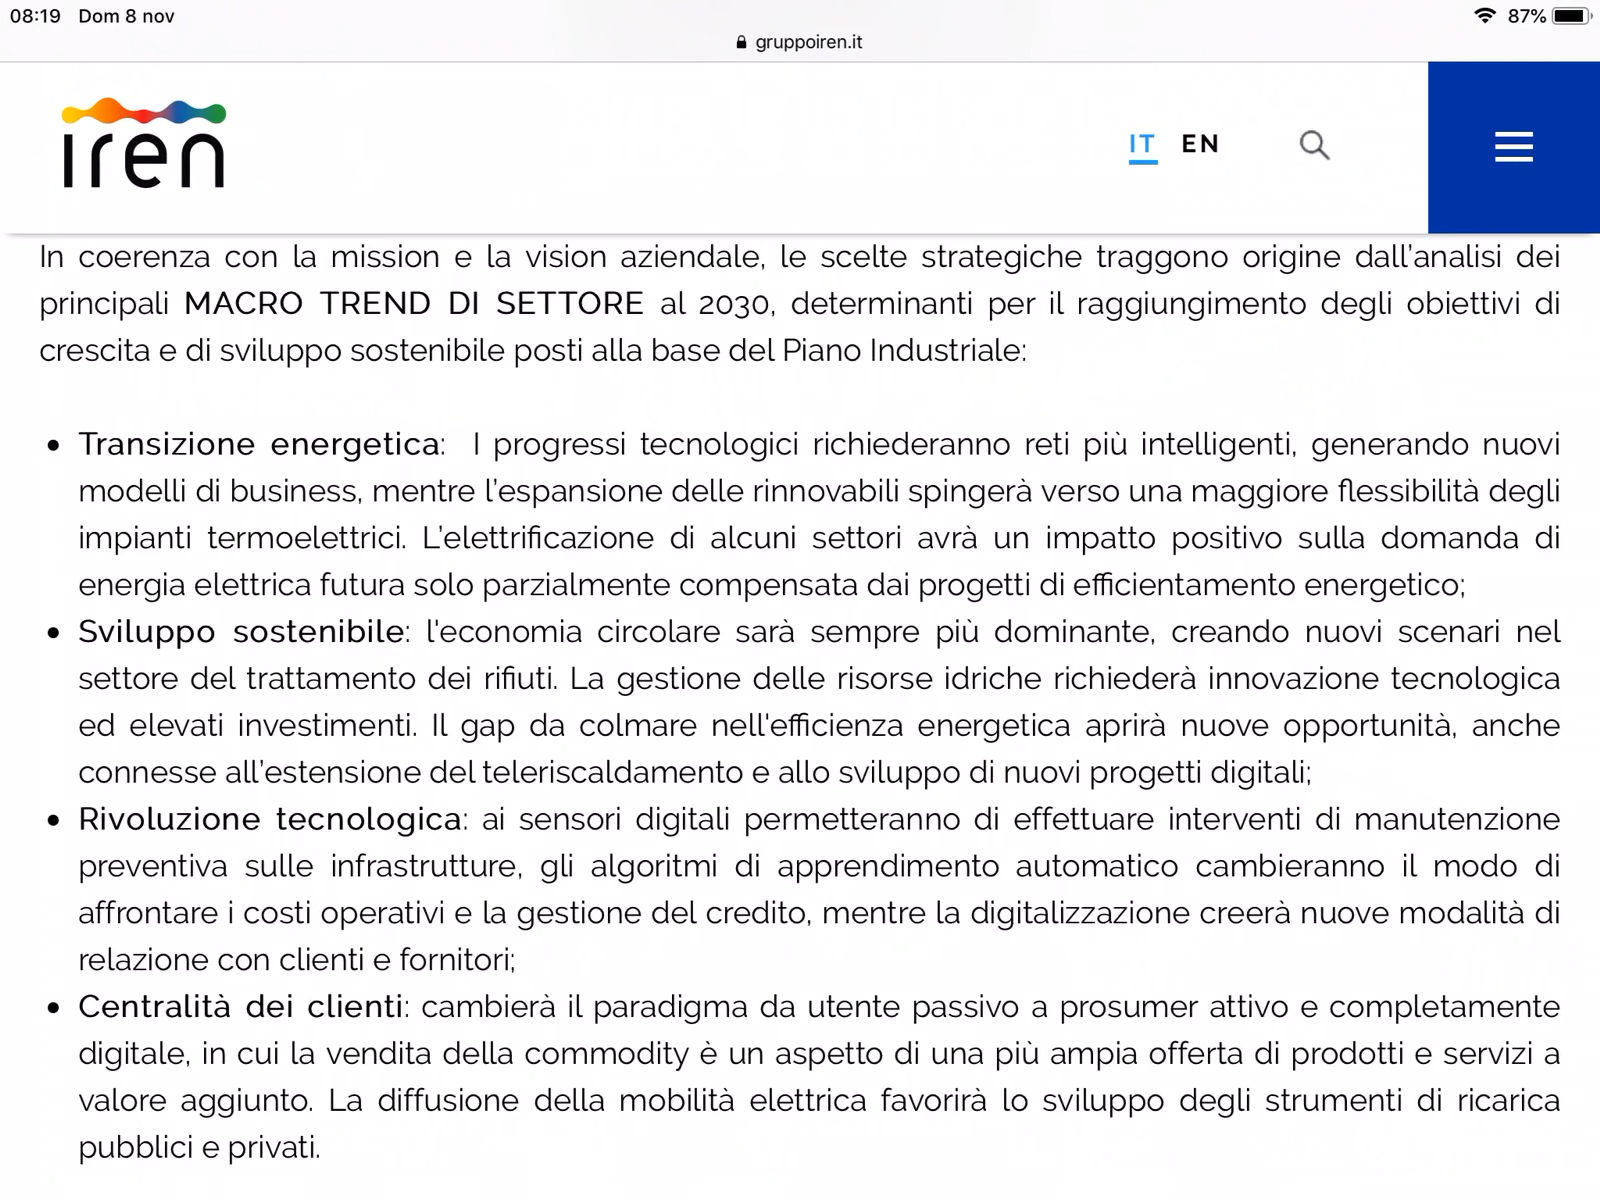 08:19 Dom 8 nov
87%
gruppoiren.it
iren
IT EN
In coerenza con la mission e la vision aziendale, le scelte strategiche traggono origine dall’analisi dei
principali MACRO TREND DI SETTORE al 2030, determinanti per il raggiungimento degli obiettivi di
crescita e di sviluppo sostenibile posti alla base del Piano Industriale:
• Transizione energetica: I progressi tecnologici richiederanno reti più intelligenti, generando nuovi
modelli di business, mentre l’espansione delle rinnovabili spingerà verso una maggiore flessibilità degli
impianti termoelettrici. L’elettrificazione di alcuni settori avrà un impatto positivo sulla domanda di
energia elettrica futura solo parzialmente compensata dai progetti di efficientamento energetico;
• Sviluppo sostenibile: l'economia circolare sarà sempre più dominante, creando nuovi scenari nel
settore del trattamento dei rifiuti. La gestione delle risorse idriche richiederà innovazione tecnologica
ed elevati investimenti. Il gap da colmare nell'efficienza energetica aprirà nuove opportunità, anche
connesse all’estensione del teleriscaldamento e allo sviluppo di nuovi progetti digitali;
• Rivoluzione tecnologica: ai sensori digitali permetteranno di effettuare interventi di manutenzione
preventiva sulle infrastrutture, gli algoritmi di apprendimento automatico cambieranno il modo di
affrontare i costi operativi e la gestione del credito, mentre la digitalizzazione creerà nuove modalità di
relazione con clienti e fornitori;
• Centralità dei clienti: cambierà il paradigma da utente passivo a prosumer attivo e completamente
digitale, in cui la vendita della commodity è un aspetto di una più ampia offerta di prodotti e servizi a
valore aggiunto. La diffusione della mobilità elettrica favorirà lo sviluppo degli strumenti di ricarica
pubblici e privati.